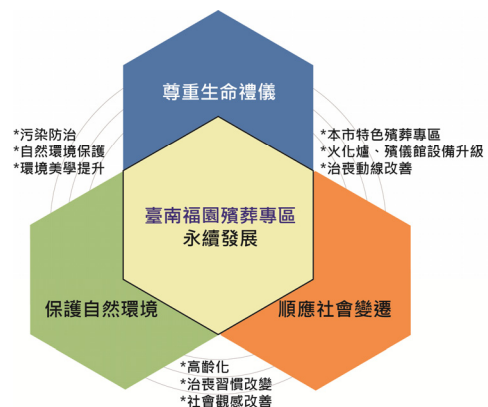 尊重生命禮儀
*污染防治
*自然環境保護
*環境美學提升
*本市特色殯葬專區
*火化爐、殯儀館設備升級
*治喪動線改善
臺南福園殯葬專區
永續發展
保護自然環境
順應社會變遷
*高齡化
*治喪習慣改變
*社會觀感改善